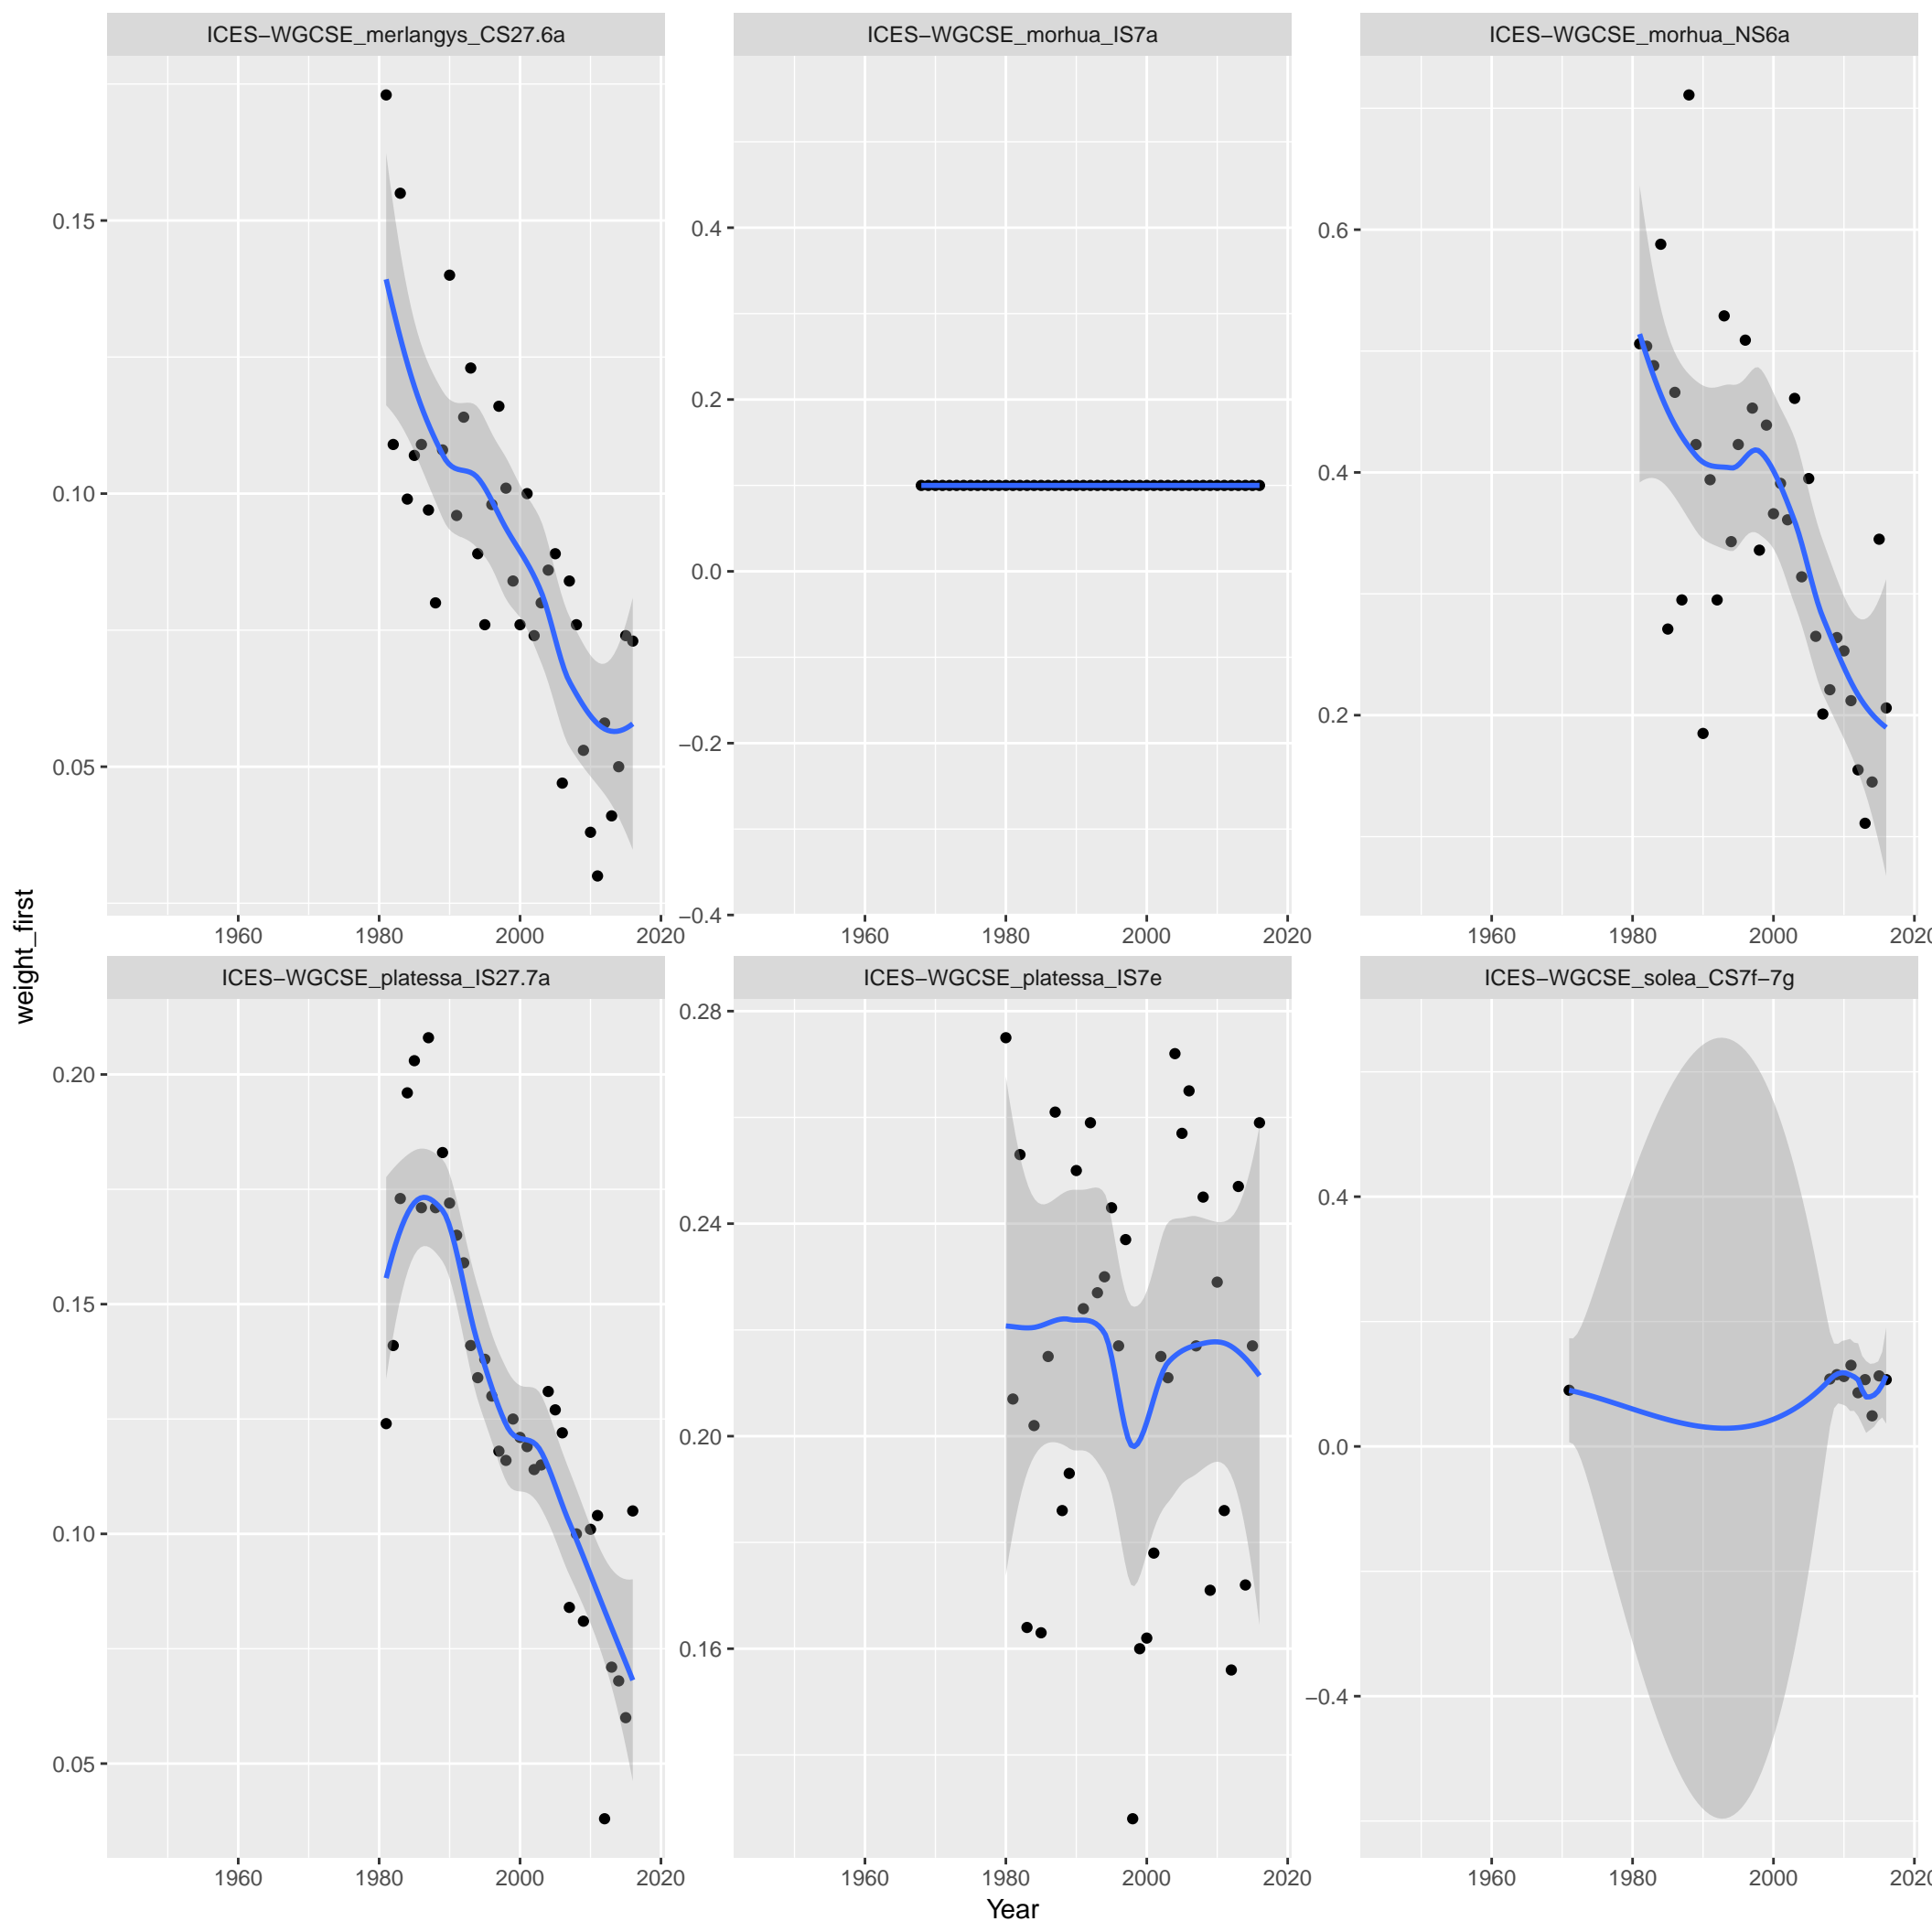 ICES−WGCSE_merlangys_CS27.6a
ICES−WGCSE_morhua_IS7a
ICES−WGCSE_morhua_NS6a
0.15
0.10
0.05
0.4
0.2
0.0
−0.2
−0.4
0.6
0.4
0.2
1960 1980 2000 2020
1960 1980 2000 2020
1960 1980 2000 2020
weight_first
ICES−WGCSE_platessa_IS27.7a
ICES−WGCSE_platessa_IS7e
ICES−WGCSE_solea_CS7f−7g
0.20
0.15
0.10
0.05
0.28
0.24
0.20
0.16
0.4
0.0
−0.4
1960 1980 2000 2020
1960 1980 2000 2020
1960 1980 2000 2020
Year